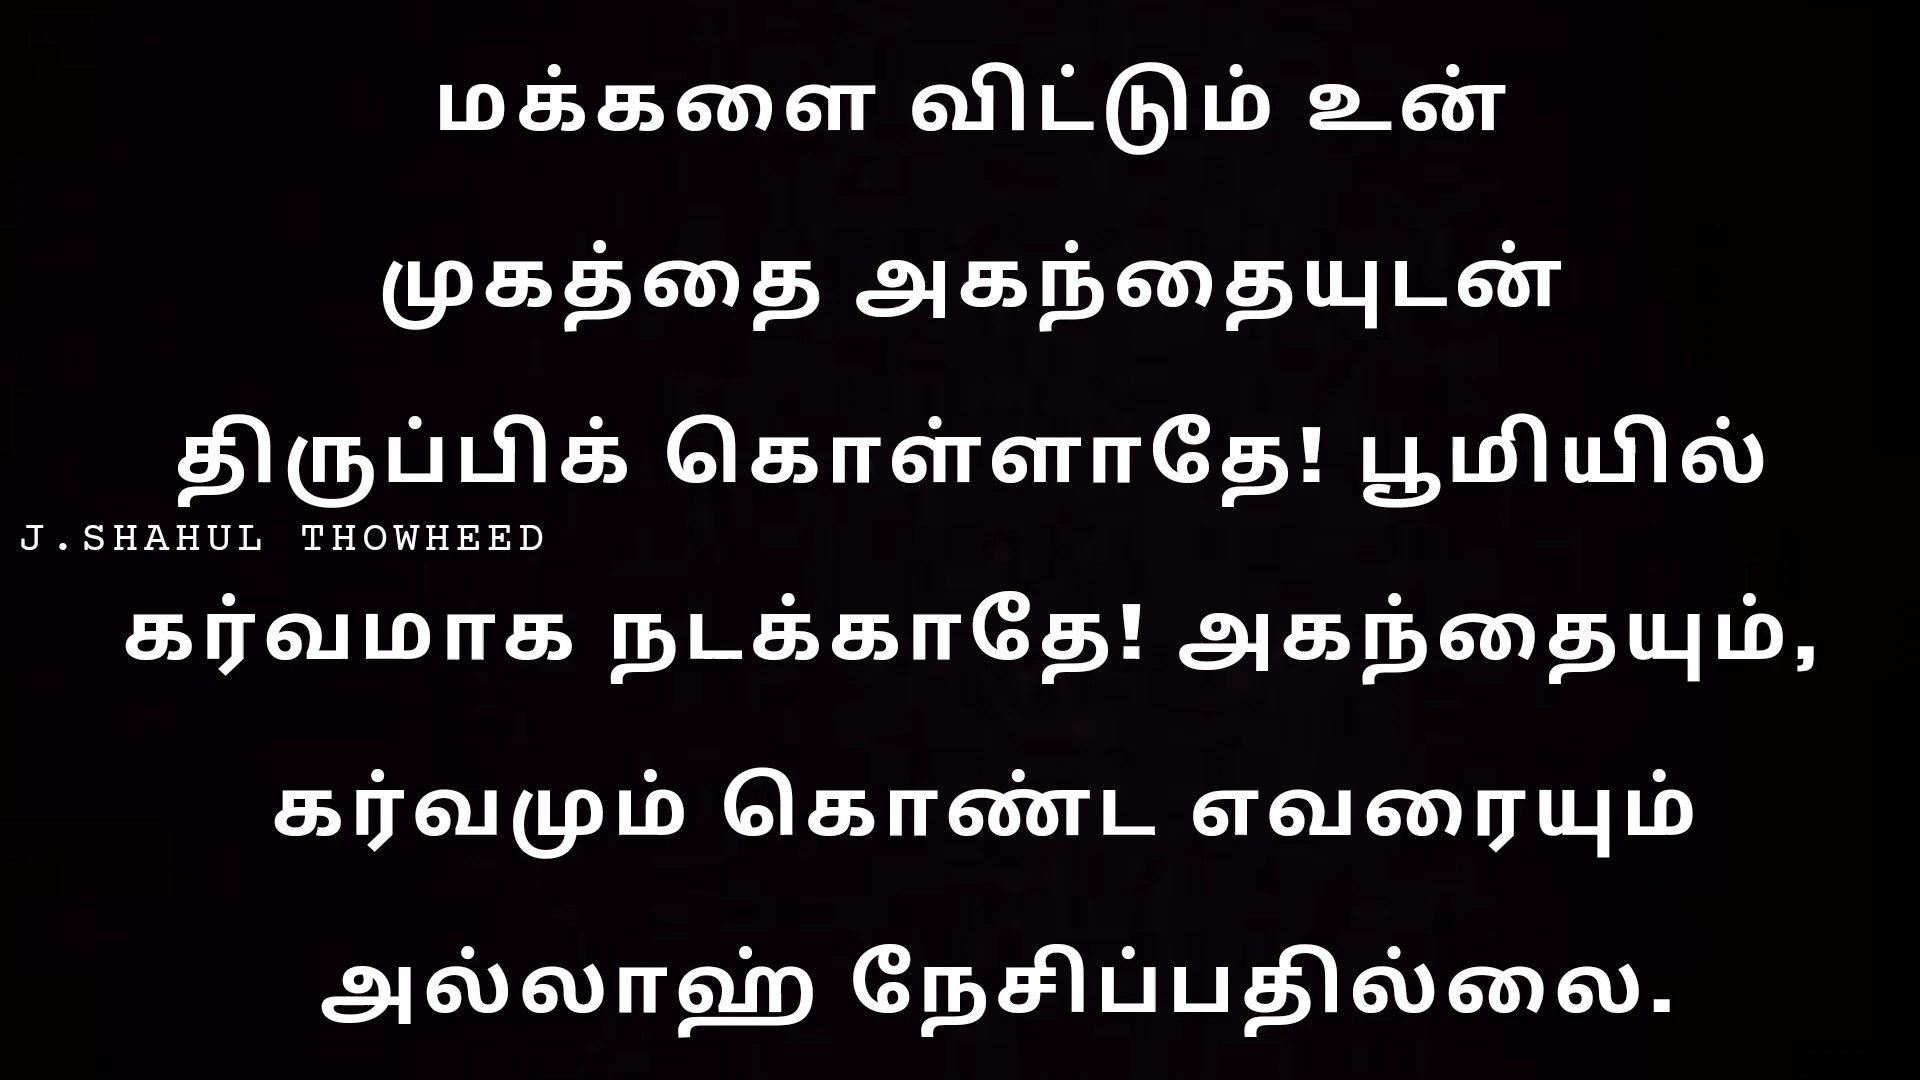 மக்களை விட்டும் உன்
முகத்தை அகந்தையுடன்
திருப்பிக் கொள்ளாதே! பூமியில்
J.SHAHUL THOWHEED
கர்வமாக நடக்காதே! அகந்தையும்,
கர்வமும் கொண்ட எவரையும்
அல்லாஹ் நேசிப்பதில்லை.